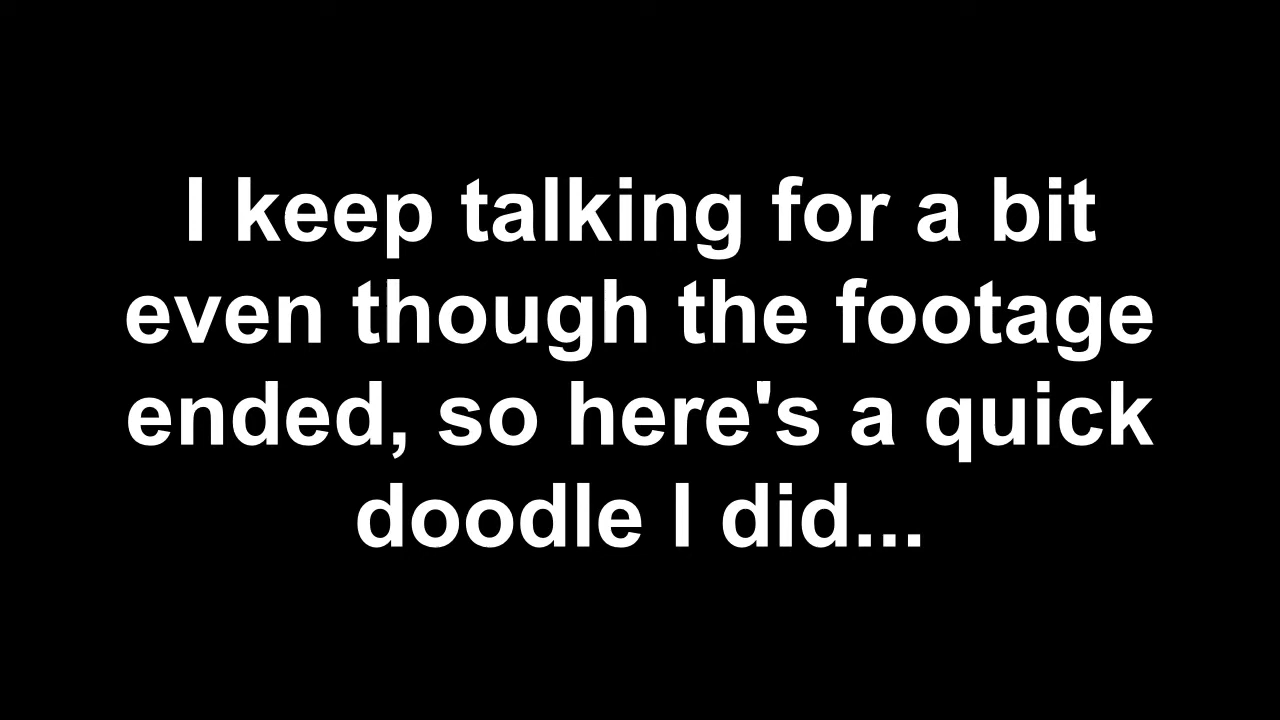 I keep talking for a bit
even though the footage
ended, so here's a quick
doodle I did...